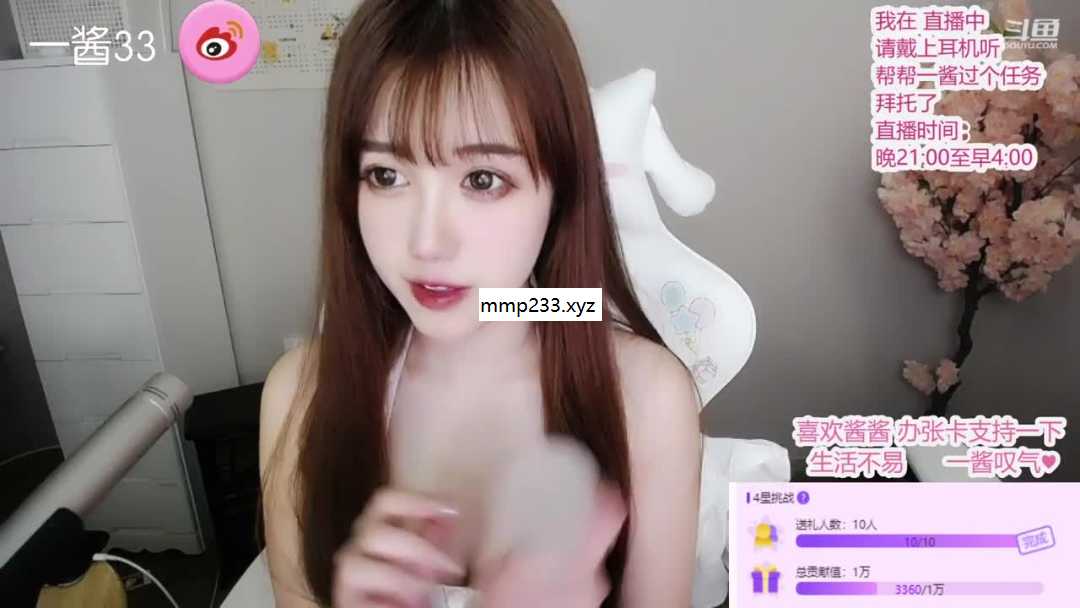 一酱33
我在 直播中
请戴上耳机听
帮帮一酱过个任务
拜托了
直播时间：
晚21:00至早4:00
斗鱼
DOUYU.COM
mmp233.xyz
喜欢酱酱 办张卡支持一下
生活不易 一酱叹气♥
4星挑战?
送礼人数：10人
10/10
完成
总贡献值：1万
3360/1万